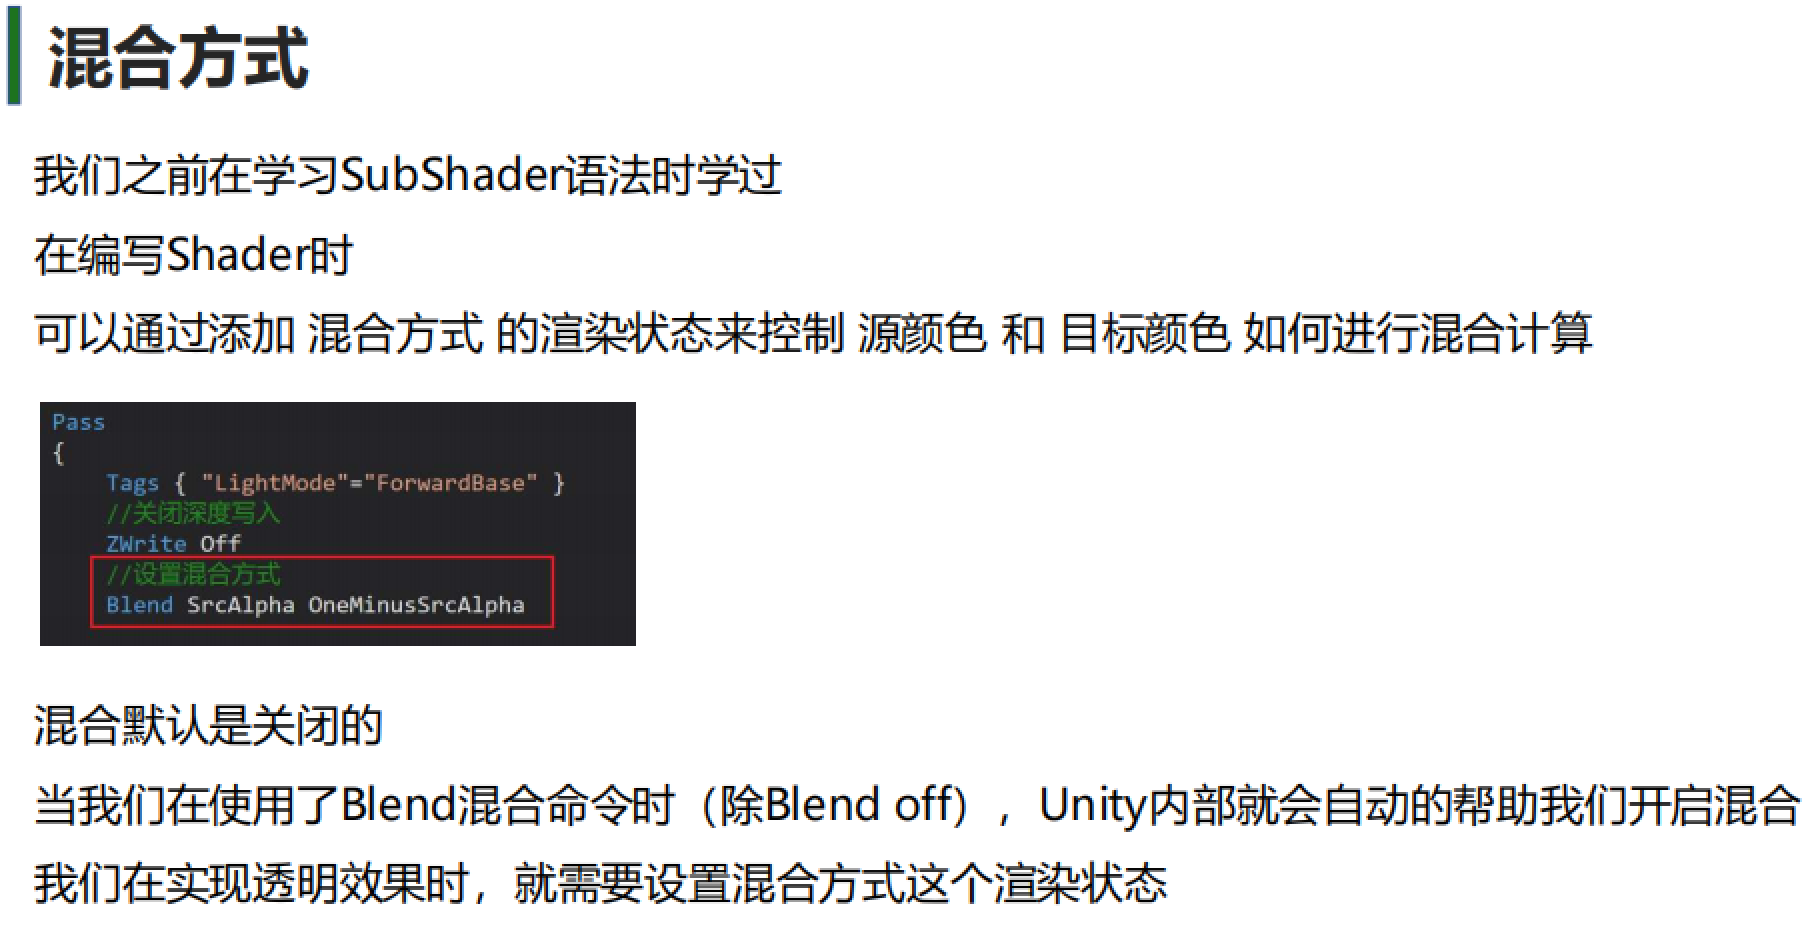 混合方式
我们之前在学习SubShader语法时学过
在编写Shader时
可以通过添加 混合方式 的渲染状态来控制 源颜色 和 目标颜色 如何进行混合计算
Pass
{
Tags { "LightMode"="ForwardBase" }
//关闭深度写入
ZWrite Off
//设置混合方式
Blend SrcAlpha OneMinusSrcAlpha
混合默认是关闭的
当我们在使用了Blend混合命令时（除Blend off），Unity内部就会自动的帮助我们开启混合
我们在实现透明效果时，就需要设置混合方式这个渲染状态